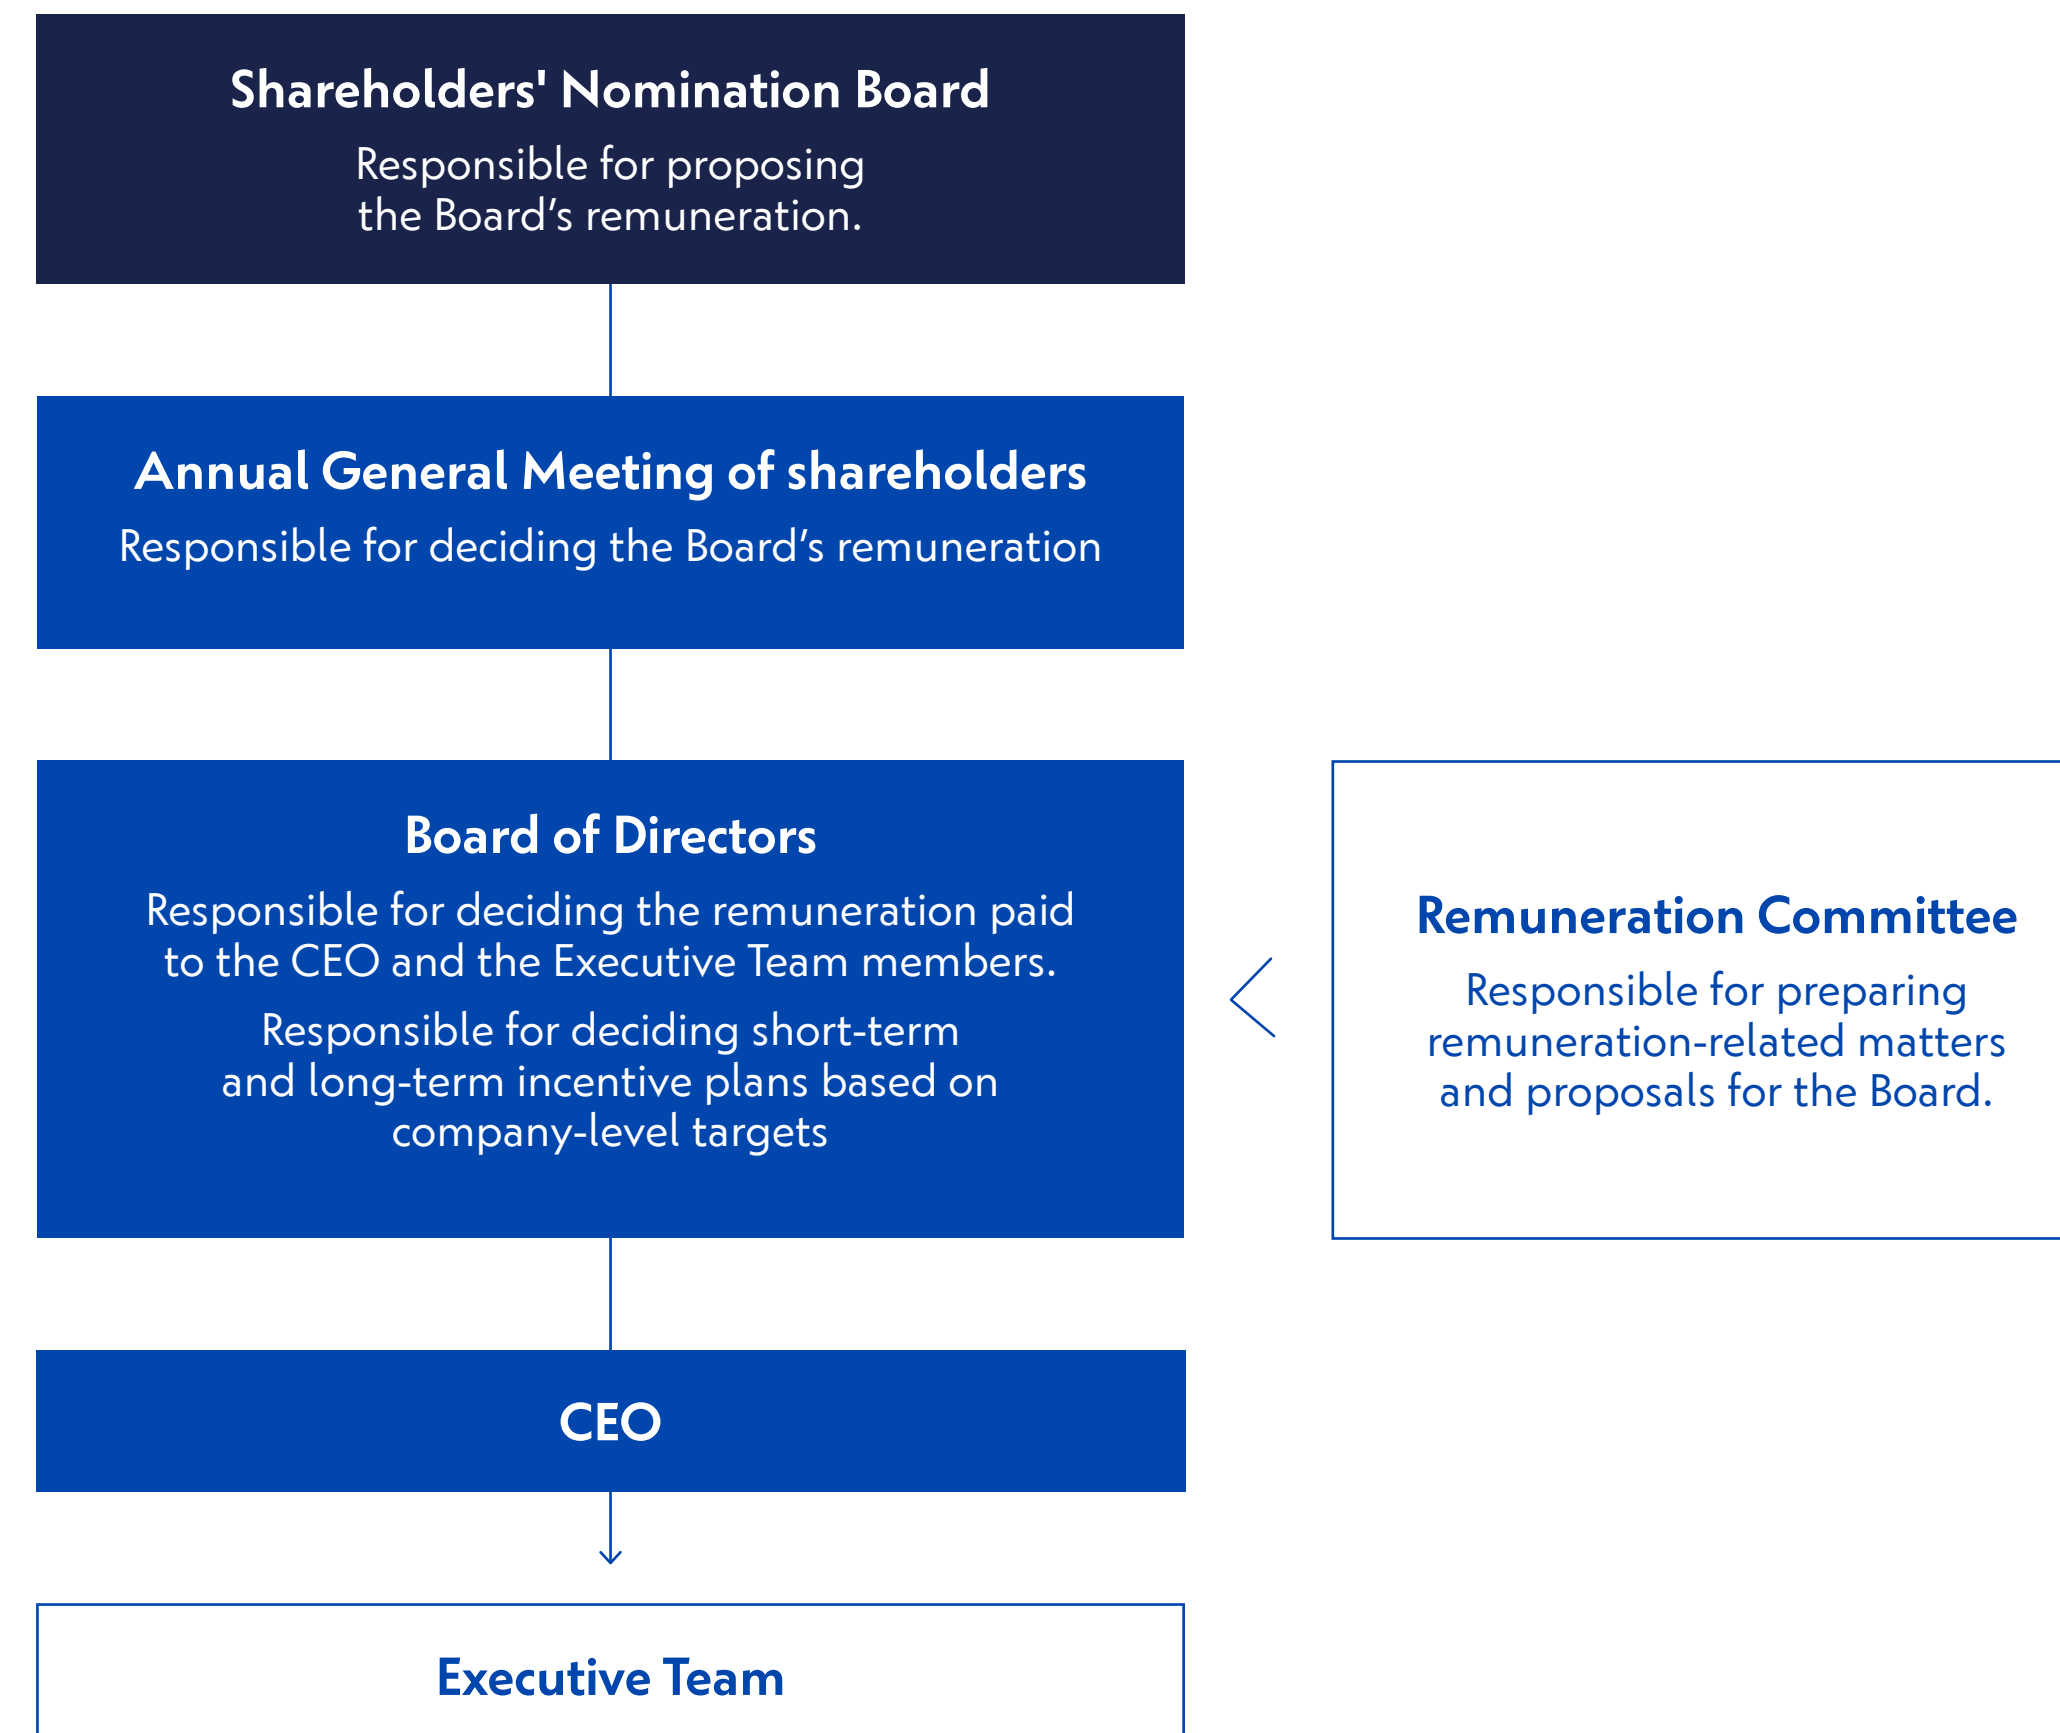 Shareholders' Nomination Board
Responsible for proposing
the Board’s remuneration.
Annual General Meeting of shareholders
Responsible for deciding the Board’s remuneration
Board of Directors
Responsible for deciding the remuneration paid
to the CEO and the Executive Team members.
Responsible for deciding short-term
and long-term incentive plans based on
company-level targets
Remuneration Committee
Responsible for preparing
remuneration-related matters
and proposals for the Board.
CEO
Executive Team